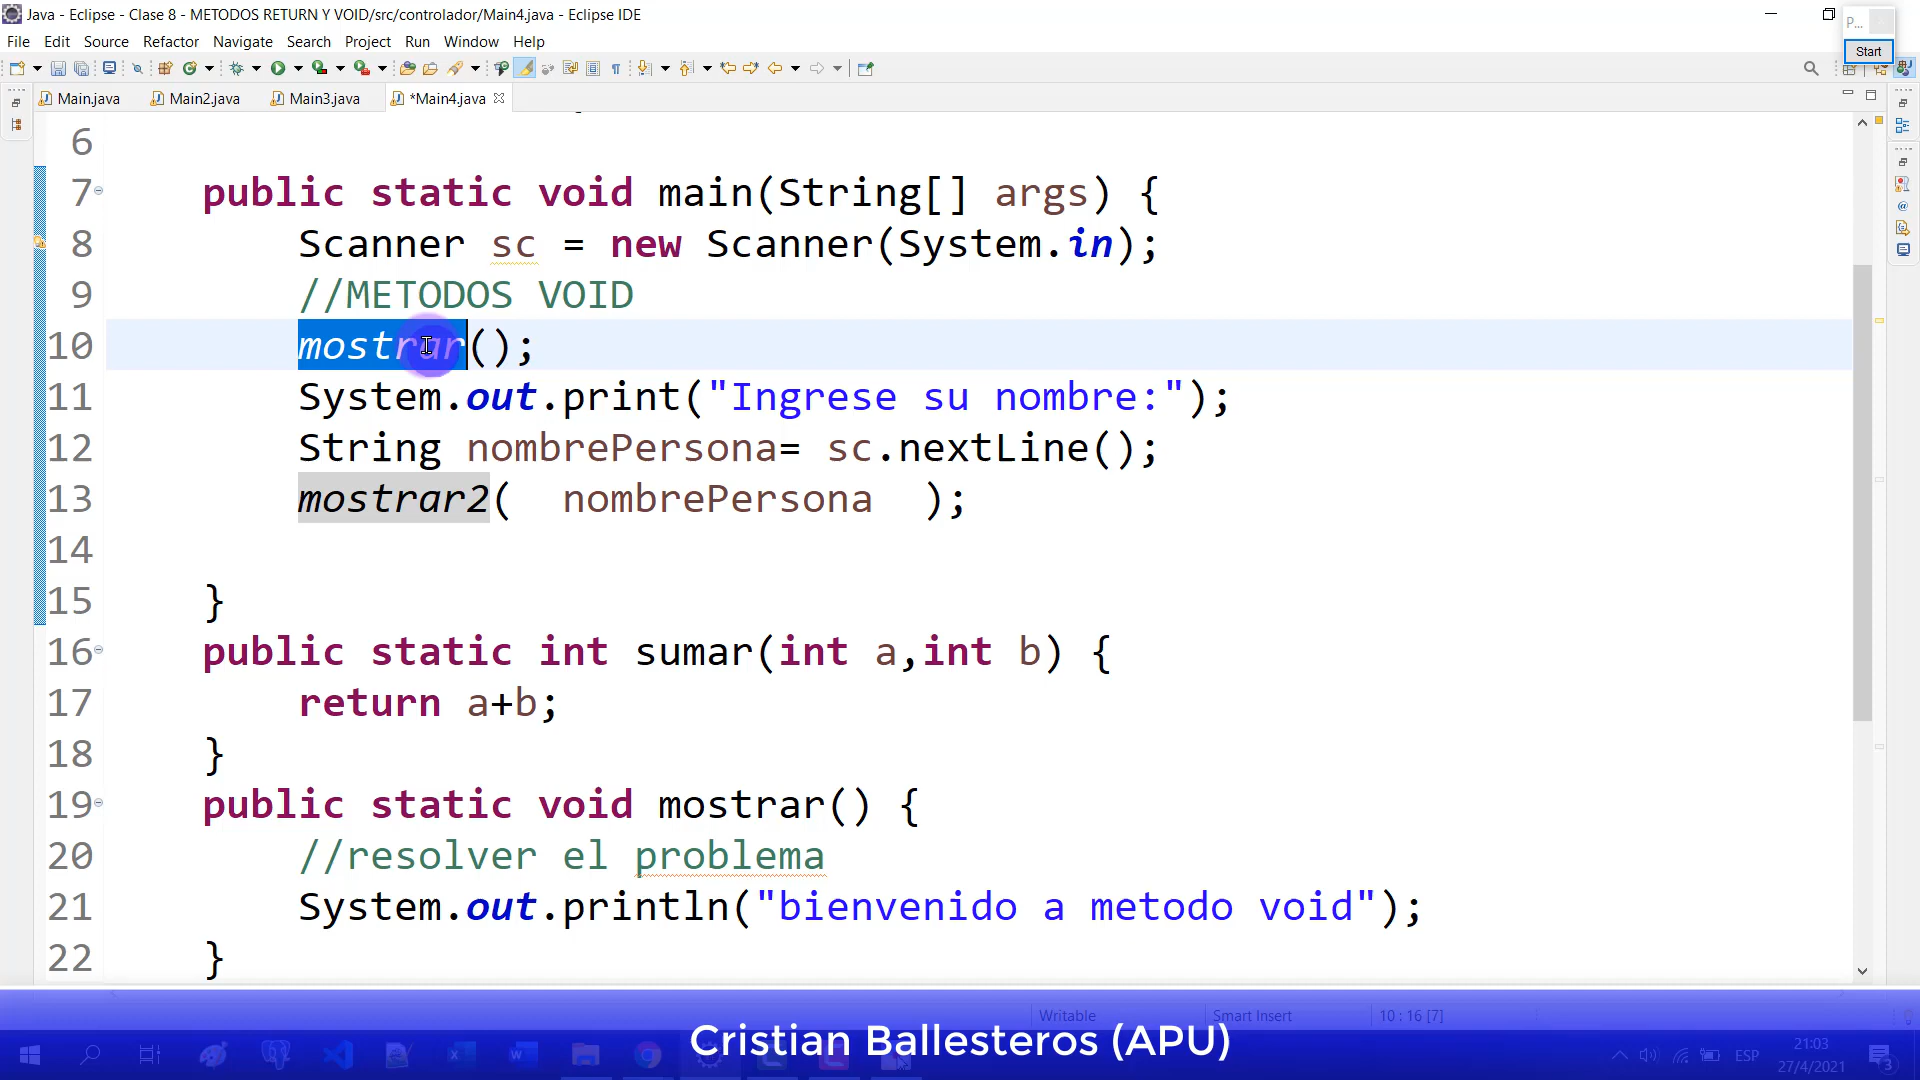 Java - Eclipse - Clase 8 - METODOS RETURN Y VOID/src/controlador/Main4.java - Eclipse IDE
P...
File Edit Source Refactor Navigate Search Project Run Window Help
Start
Main.java Main2.java Main3.java *Main4.java
6
7 public static void main(String[] args) {
8 Scanner sc = new Scanner(System.in);
9 //METODOS VOID
10 mostrar();
11 System.out.print("Ingrese su nombre:");
12 String nombrePersona= sc.nextLine();
13 mostrar2( nombrePersona );
14
15 }
16 public static int sumar(int a,int b) {
17 return a+b;
18 }
19 public static void mostrar() {
20 //resolver el problema
21 System.out.println("bienvenido a metodo void");
22 }
Writable Smart Insert 10 : 16 [7]
Cristian Ballesteros (APU)
ESP
21:03
27/4/2021
3